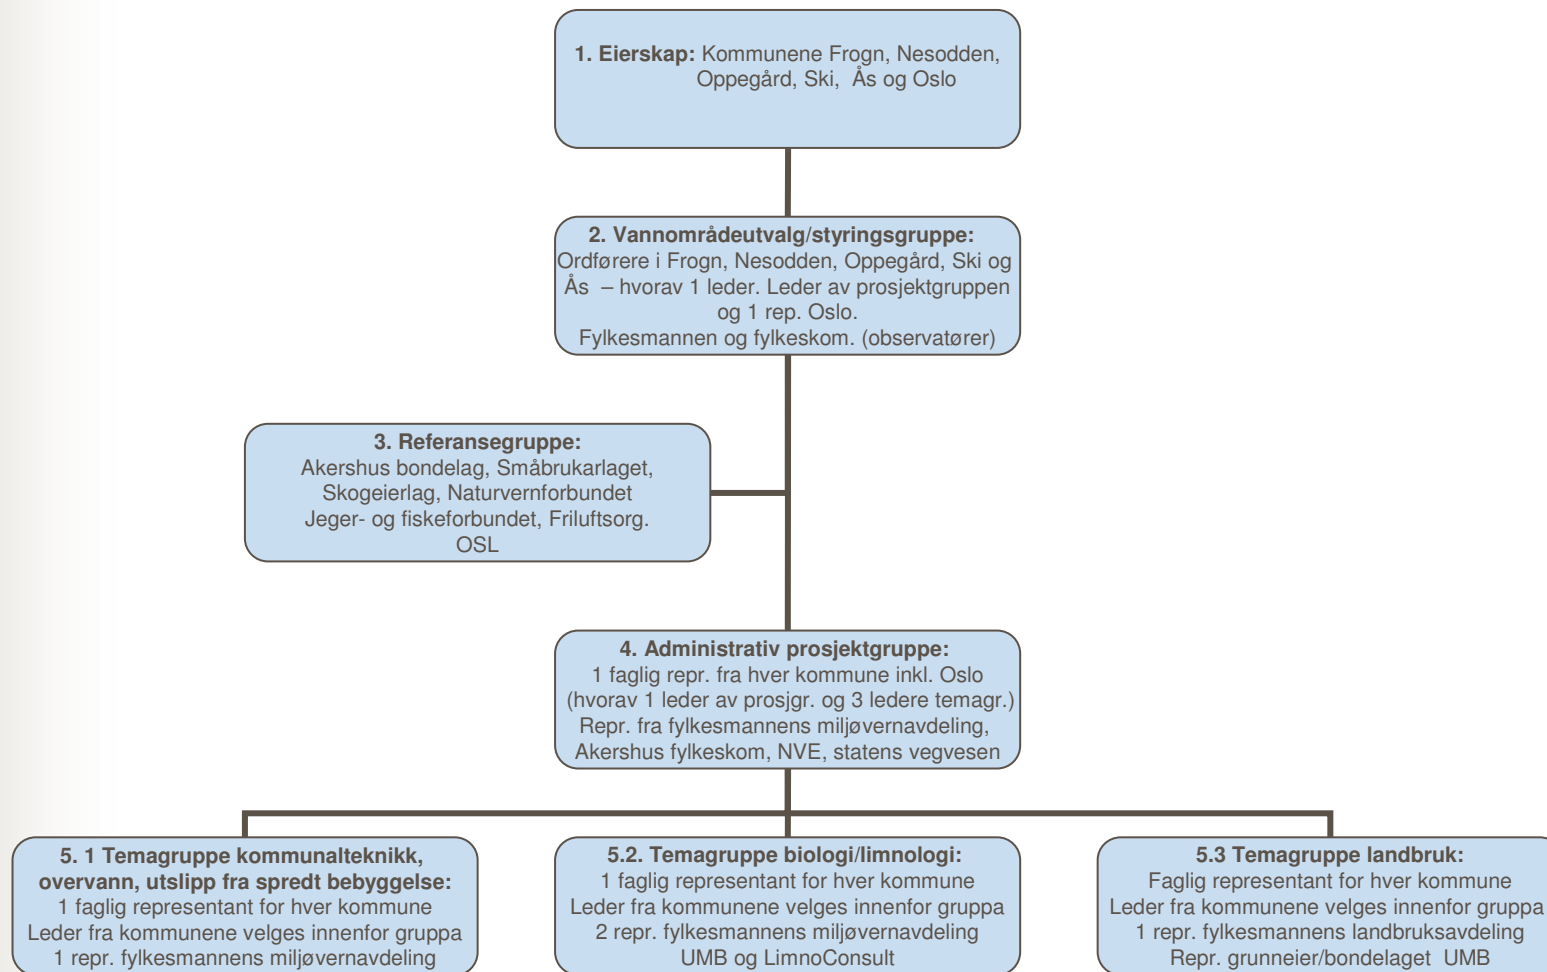 1. Eierskap: Kommunene Frogn, Nesodden,
Oppegård, Ski, Ås og Oslo
2. Vannområdeutvalg/styringsgruppe:
Ordførere i Frogn, Nesodden, Oppegård, Ski og
Ås – hvorav 1 leder. Leder av prosjektgruppen
og 1 rep. Oslo.
Fylkesmannen og fylkeskom. (observatører)
3. Referansegruppe:
Akershus bondelag, Småbrukarlaget,
Skogeierlag, Naturvernforbundet
Jeger- og fiskeforbundet, Friluftsorg.
OSL
4. Administrativ prosjektgruppe:
1 faglig repr. fra hver kommune inkl. Oslo
(hvorav 1 leder av prosjgr. og 3 ledere temagr.)
Repr. fra fylkesmannens miljøvernavdeling,
Akershus fylkeskom, NVE, statens vegvesen
5. 1 Temagruppe kommunalteknikk,
overvann, utslipp fra spredt bebyggelse:
1 faglig representant for hver kommune
Leder fra kommunene velges innenfor gruppa
1 repr. fylkesmannens miljøvernavdeling
5.2. Temagruppe biologi/limnologi:
1 faglig representant for hver kommune
Leder fra kommunene velges innenfor gruppa
2 repr. fylkesmannens miljøvernavdeling
UMB og LimnoConsult
5.3 Temagruppe landbruk:
Faglig representant for hver kommune
Leder fra kommunene velges innenfor gruppa
1 repr. fylkesmannens landbruksavdeling
Repr. grunneier/bondelaget UMB